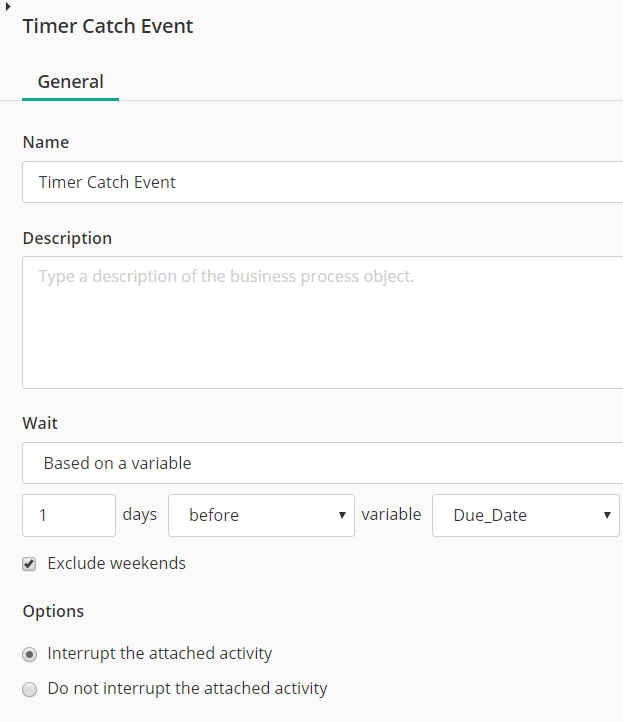 Timer Catch Event
General
Name
Timer Catch Event
Description
Type a description of the business process object.
Wait
Based on a variable
1 days before variable Due_Date
Exclude weekends
Options
Interrupt the attached activity
Do not interrupt the attached activity